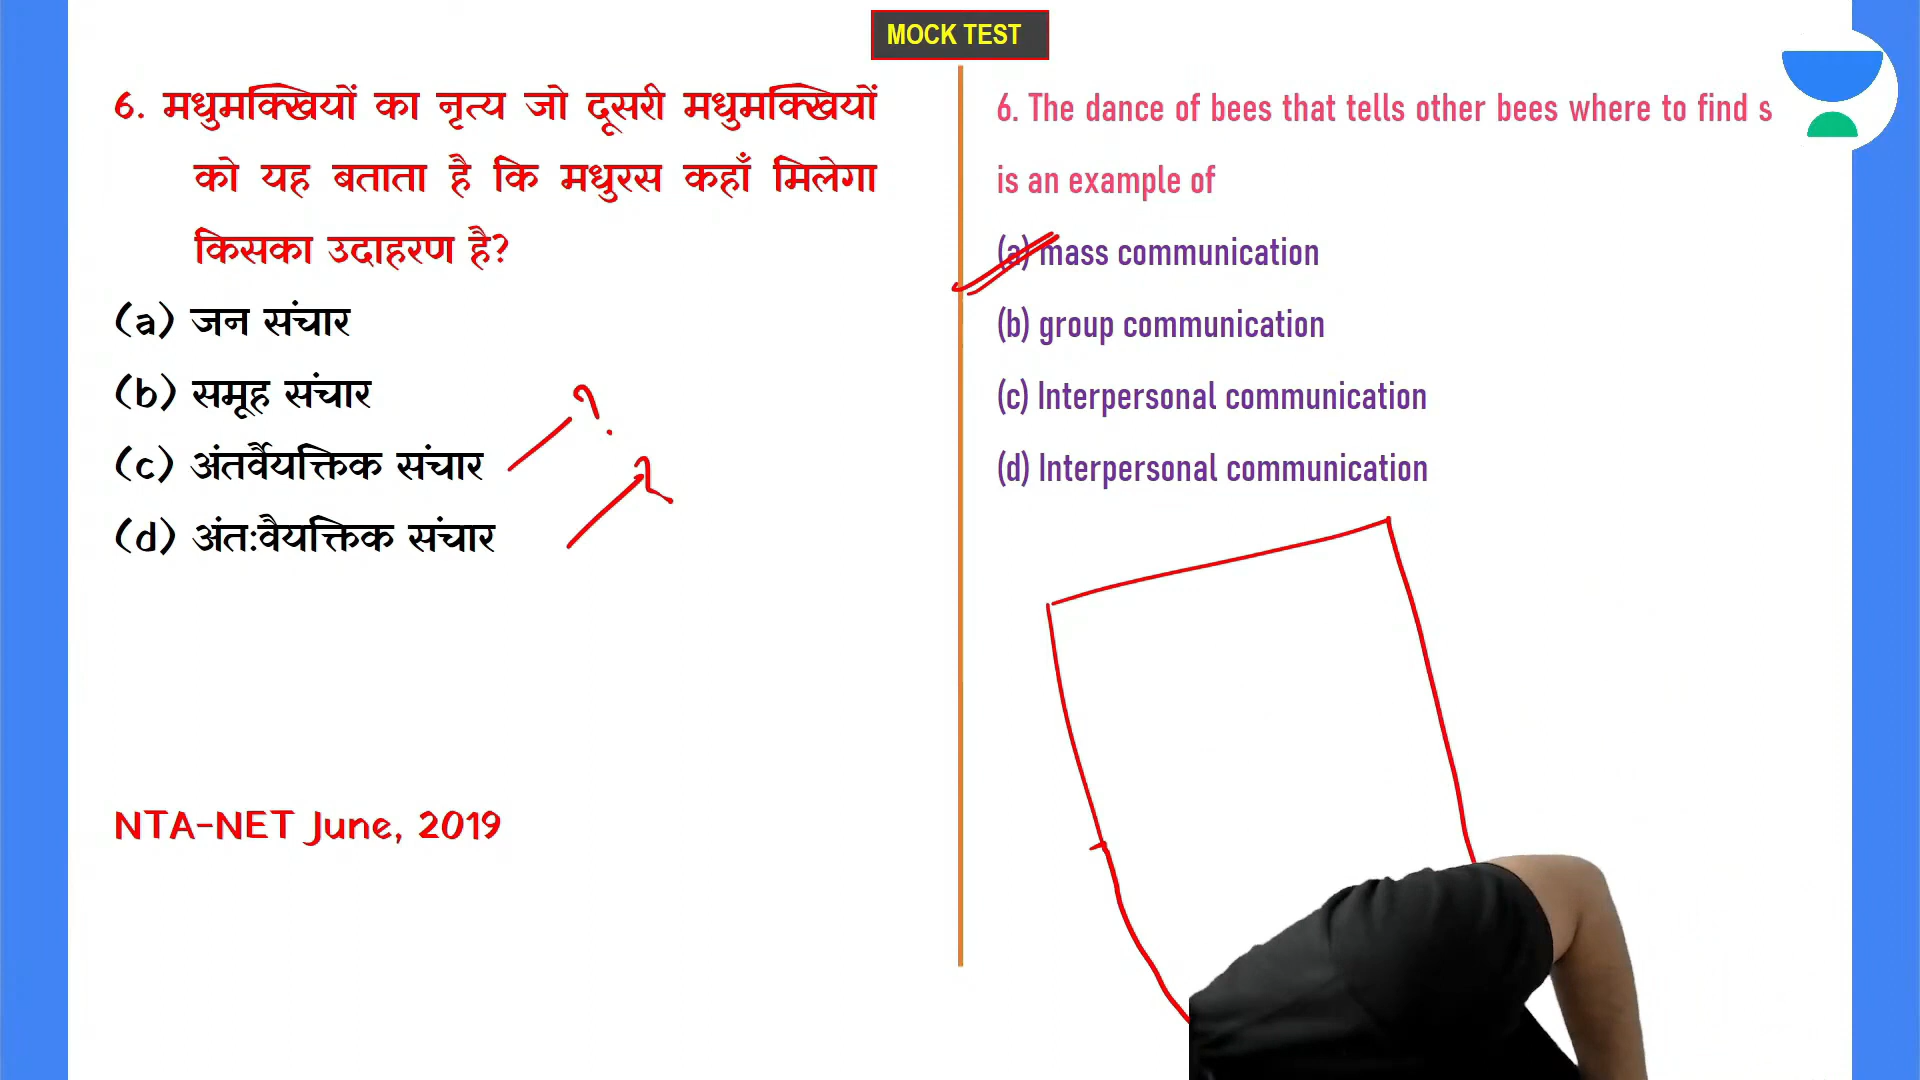 MOCK TEST
6. मधुमक्खियों का नृत्य जो दूसरी मधुमक्खियों
को यह बताता है कि मधुरस कहाँ मिलेगा
किसका उदाहरण है?
(a) जन संचार
(b) समूह संचार
(c) अंतर्वैयक्तिक संचार
(d) अंतःवैयक्तिक संचार
NTA-NET June, 2019
6. The dance of bees that tells other bees where to find s
is an example of
(a) mass communication
(b) group communication
(c) Interpersonal communication
(d) Interpersonal communication